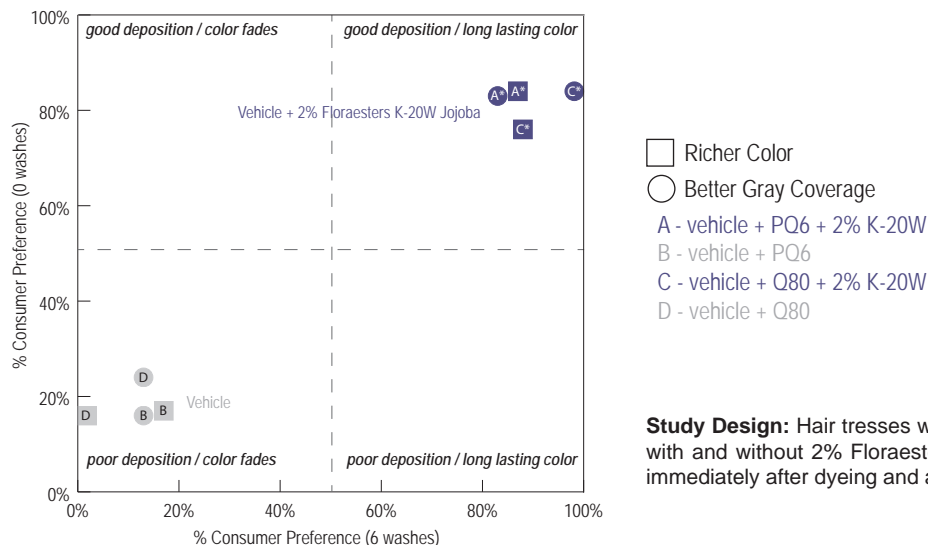 100%
good deposition / color fades
good deposition / long lasting color
A*
A*
C*
80%
Vehicle + 2% Floraesters K-20W Jojoba
C*
60%
40%
D
20%
D
B
B
Vehicle
poor deposition / color fades
poor deposition / long lasting color
0%
0%
20%
40%
60%
80%
100%
% Consumer Preference (6 washes)
% Consumer Preference (0 washes)
Richer Color
Better Gray Coverage
A - vehicle + PQ6 + 2% K-20W
B - vehicle + PQ6
C - vehicle + Q80 + 2% K-20W
D - vehicle + Q80
Study Design: Hair tresses
with and without 2% Floraest
immediately after dyeing and